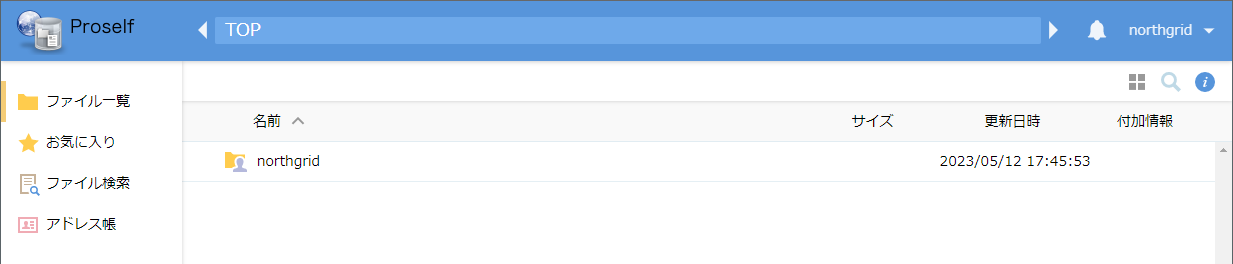 Proself
TOP
northgrid
ファイル一覧
お気に入り
ファイル検索
アドレス帳
名前 サイズ 更新日時 付加情報
northgrid 2023/05/12 17:45:53